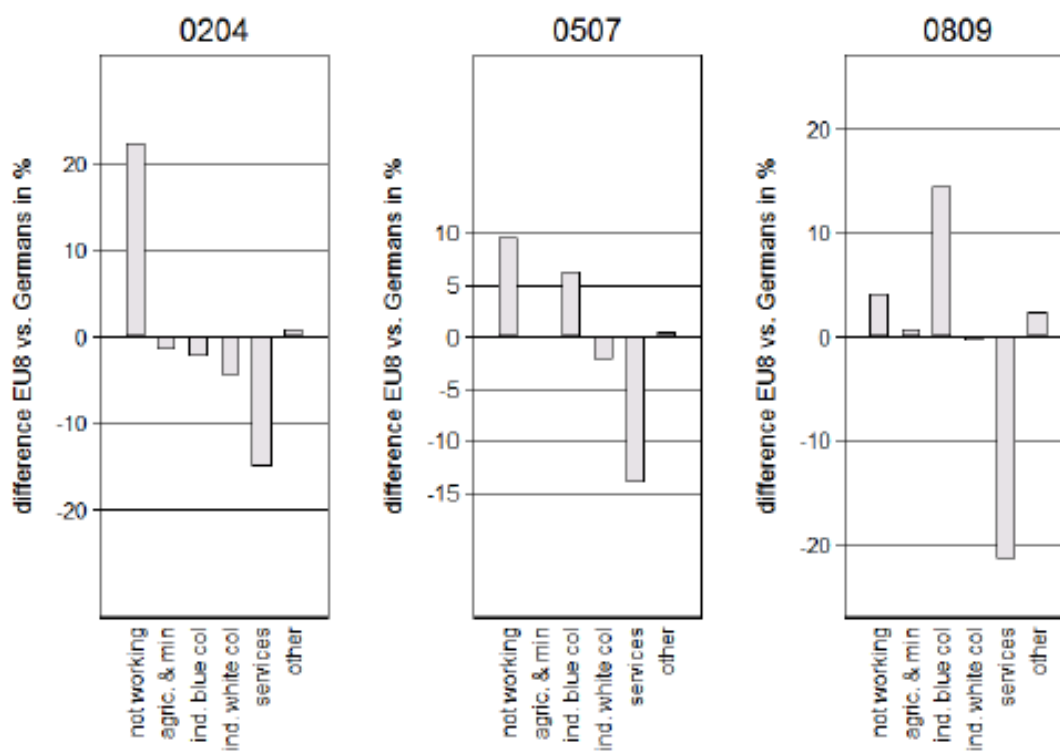 0204
difference EU8 vs. Germans in %
20
10
0
-10
-20
not working
agric. & min
ind. blue col
ind. white col
services
other
0507
difference EU8 vs. Germans in %
10
5
0
-5
-10
-15
not working
agric. & min
ind. blue col
ind. white col
services
other
0809
difference EU8 vs. Germans in %
20
10
0
-10
-20
not working
agric. & min
ind. blue col
ind. white col
services
other